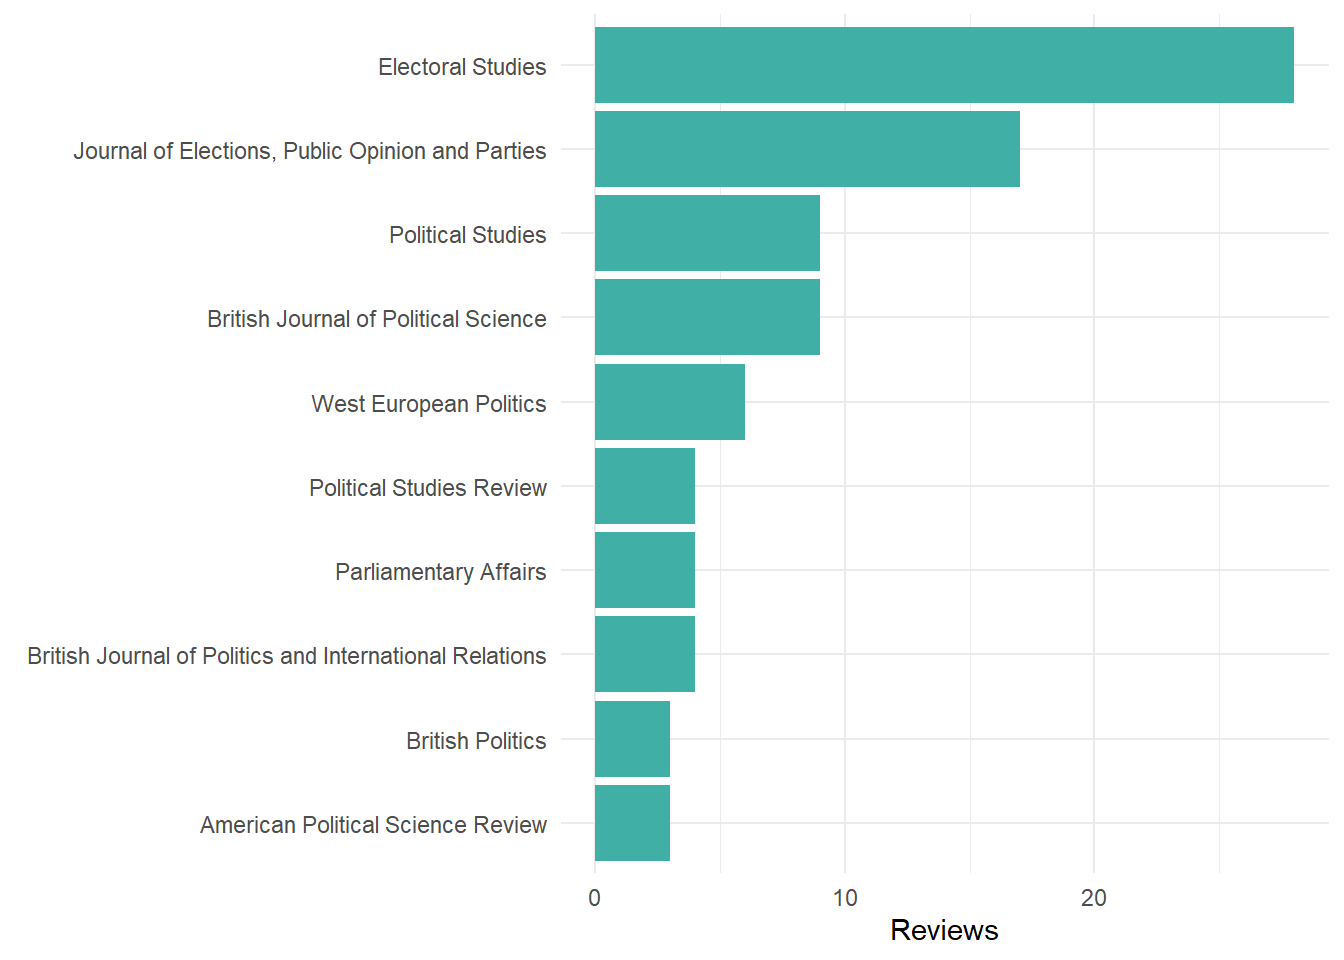 Electoral Studies
Journal of Elections, Public Opinion and Parties
Political Studies
British Journal of Political Science
West European Politics
Political Studies Review
Parliamentary Affairs
British Journal of Politics and International Relations
British Politics
American Political Science Review
0 10 20
Reviews